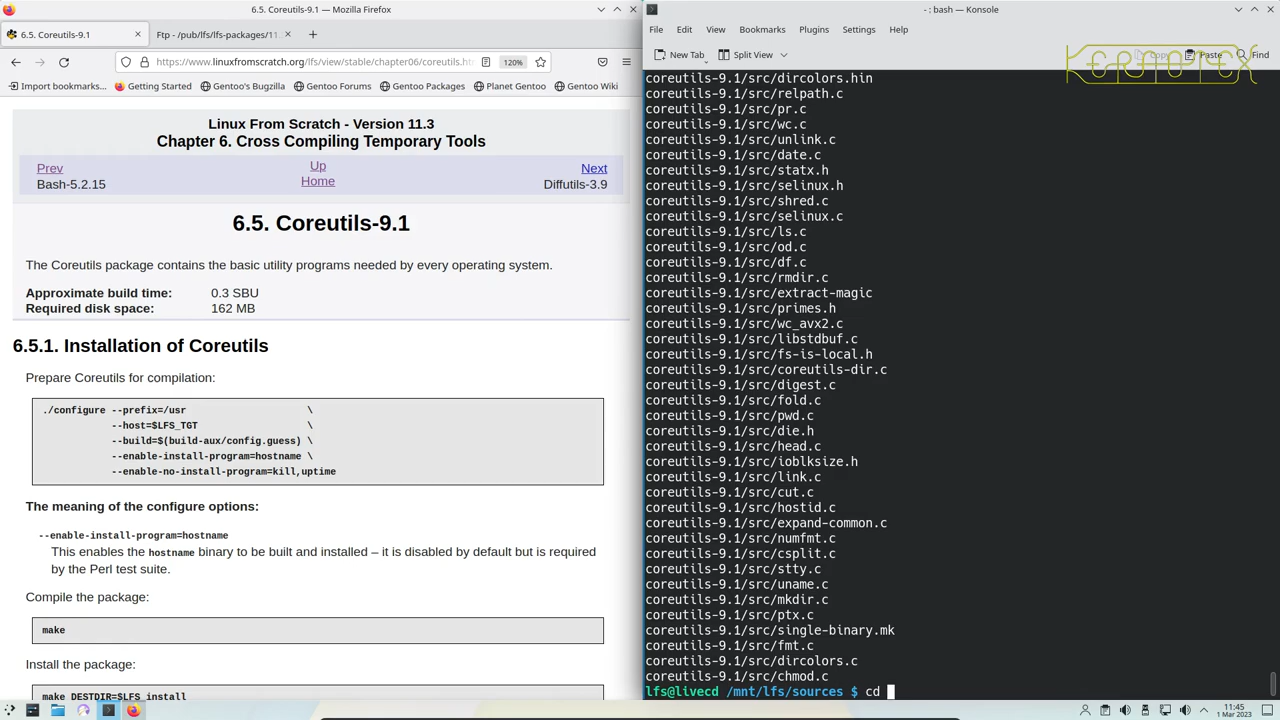 6.5. Coreutils-9.1 — Mozilla Firefox
6.5. Coreutils-9.1
Ftp - /pub/lfs/lfs-packages/11.
https://www.linuxfromscratch.org/lfs/view/stable/chapter06/coreutils.ht
120%
Import bookmarks...
Getting Started
Gentoo's Bugzilla
Gentoo Forums
Gentoo Packages
Planet Gentoo
Gentoo Wiki
Linux From Scratch - Version 11.3
Chapter 6. Cross Compiling Temporary Tools
Prev
Up
Next
Bash-5.2.15
Home
Diffutils-3.9
6.5. Coreutils-9.1
The Coreutils package contains the basic utility programs needed by every operating system.
Approximate build time: 0.3 SBU
Required disk space: 162 MB
6.5.1. Installation of Coreutils
Prepare Coreutils for compilation:
./configure --prefix=/usr \
--host=$LFS_TGT \
--build=$(build-aux/config.guess) \
--enable-install-program=hostname \
--enable-no-install-program=kill,uptime
The meaning of the configure options:
--enable-install-program=hostname
This enables the hostname binary to be built and installed – it is disabled by default but is required
by the Perl test suite.
Compile the package:
make
Install the package:
make DESTDIR=$LFS install
- : bash — Konsole
File Edit View Bookmarks Plugins Settings Help
New Tab
Split View
Copy
Paste
Find
KERNOTEX
coreutils-9.1/src/dircolors.hin
coreutils-9.1/src/relpath.c
coreutils-9.1/src/pr.c
coreutils-9.1/src/wc.c
coreutils-9.1/src/unlink.c
coreutils-9.1/src/date.c
coreutils-9.1/src/statx.h
coreutils-9.1/src/selinux.h
coreutils-9.1/src/shred.c
coreutils-9.1/src/selinux.c
coreutils-9.1/src/ls.c
coreutils-9.1/src/od.c
coreutils-9.1/src/df.c
coreutils-9.1/src/rmdir.c
coreutils-9.1/src/extract-magic
coreutils-9.1/src/primes.h
coreutils-9.1/src/wc_avx2.c
coreutils-9.1/src/libstdbuf.c
coreutils-9.1/src/fs-is-local.h
coreutils-9.1/src/coreutils-dir.c
coreutils-9.1/src/digest.c
coreutils-9.1/src/fold.c
coreutils-9.1/src/pwd.c
coreutils-9.1/src/die.h
coreutils-9.1/src/head.c
coreutils-9.1/src/ioblksize.h
coreutils-9.1/src/link.c
coreutils-9.1/src/cut.c
coreutils-9.1/src/hostid.c
coreutils-9.1/src/expand-common.c
coreutils-9.1/src/numfmt.c
coreutils-9.1/src/csplit.c
coreutils-9.1/src/stty.c
coreutils-9.1/src/uname.c
coreutils-9.1/src/mkdir.c
coreutils-9.1/src/ptx.c
coreutils-9.1/src/single-binary.mk
coreutils-9.1/src/fmt.c
coreutils-9.1/src/dircolors.c
coreutils-9.1/src/chmod.c
lfs@livecd /mnt/lfs/sources $ cd
11:45
1 Mar 2023